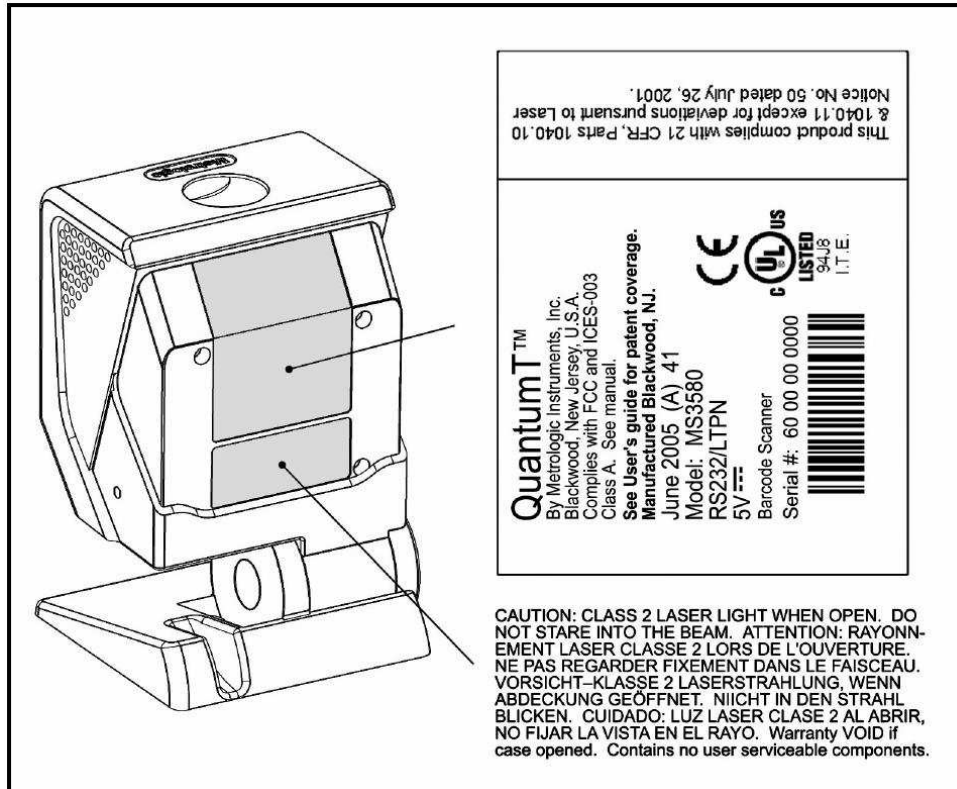 Metrologic
This product complies with 21 CFR, Parts 1040.10
& 1040.11 except for deviations pursuant to Laser
Notice No. 50 dated July 26, 2001.
QuantumT™
By Metrologic Instruments, Inc.
Blackwood, New Jersey, U.S.A.
Complies with FCC and ICES-003
Class A. See manual.
See User's guide for patent coverage.
Manufactured Blackwood, NJ.
June 2005 (A) 41
Model: MS3580
RS232/LTPN
5V
Barcode Scanner
Serial #: 60 00 00 0000
CE
C UL ® US
LISTED
94J8
I.T.E.
CAUTION: CLASS 2 LASER LIGHT WHEN OPEN. DO
NOT STARE INTO THE BEAM. ATTENTION: RAYONN-
EMENT LASER CLASSE 2 LORS DE L'OUVERTURE.
NE PAS REGARDER FIXEMENT DANS LE FAISCEAU.
VORSICHT–KLASSE 2 LASERSTRAHLUNG, WENN
ABDECKUNG GEÖFFNET. NIICHT IN DEN STRAHL
BLICKEN. CUIDADO: LUZ LASER CLASE 2 AL ABRIR,
NO FIJAR LA VISTA EN EL RAYO. Warranty VOID if
case opened. Contains no user serviceable components.